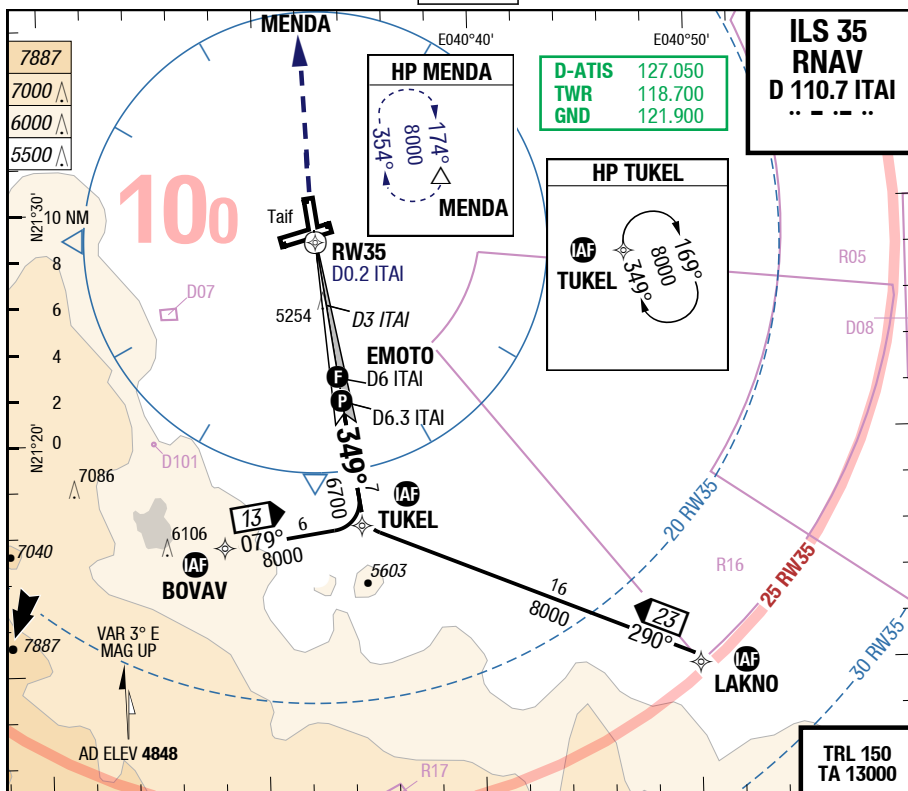 MENDA
E040°40'
E040°50'
ILS 35
RNAV
D 110.7 ITAI
7887
7000
6000
5500
HP MENDA
174°
8000
354°
MENDA
D-ATIS 127.050
TWR 118.700
GND 121.900
HP TUKEL
IAF
TUKEL
169°
8000
349°
N21°30'
10 NM
8
6
4
2
0
N21°20'
100
Taif
RW35
D0.2 ITAI
D07
5254
D3 ITAI
EMOTO
F
D6 ITAI
P
D6.3 ITAI
R05
D08
D101
349°
6700
7
IAF
TUKEL
7086
6106
13
079°
6
8000
IAF
BOVAV
7040
5603
20 RW35
R16
25 RW35
16
8000
23
290°
IAF
LAKNO
30 RW35
7887
VAR 3° E
MAG UP
AD ELEV 4848
R17
TRL 150
TA 13000